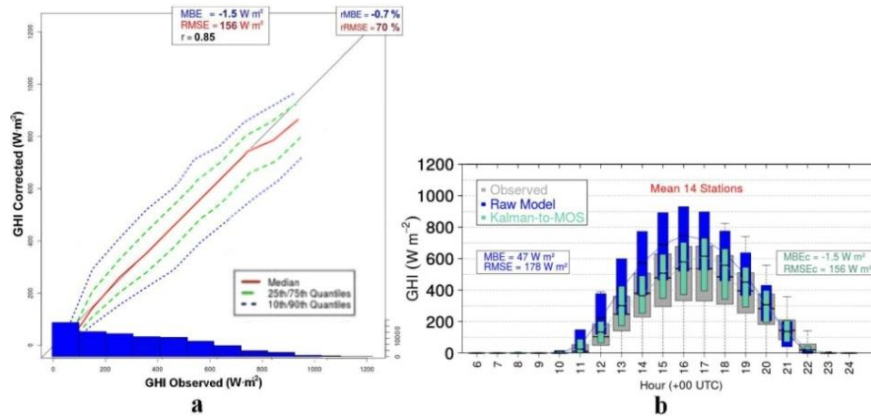 MBE = -1.5 W m²
RMSE = 156 W m²
r = 0.85
rMBE = -0.7 %
rRMSE = 70 %
GHI Corrected (W·m²)
1200
1000
800
600
400
200
0
Median
25th/75th Quantiles
10th/90th Quantiles
0
10000
0 200 400 600 800 1000 1200
GHI Observed (W·m²)
a
1200
1000
800
600
400
200
0
GHI (W m⁻²)
Observed
Raw Model
Kalman-to-MOS
Mean 14 Stations
MBE = 47 W m²
RMSE = 178 W m²
MBEc = -1.5 W m²
RMSEc = 156 W m²
6 7 8 9 10 11 12 13 14 15 16 17 18 19 20 21 22 23 24
Hour (+00 UTC)
b